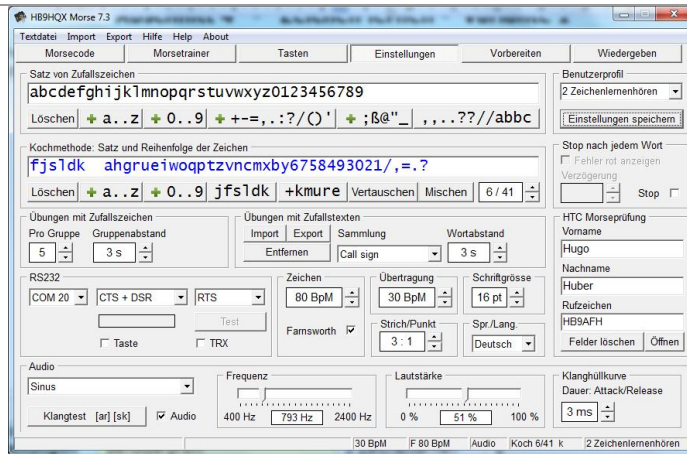 HB9HQX Morse 7.3
Textdatei Import Export Hilfe Help About
Morsecode Morsetrainer Tasten Einstellungen Vorbereiten Wiedergeben
Satz von Zufallszeichen
abcdefghijklmnopqrstuvwxyz0123456789
Löschen + a..z + 0..9 + +-=,.:?/()' + ;ß@"_ ,,..??//abbc
Benutzerprofil
2 Zeichenlernenhören
Einstellungen speichern
Kochmethode: Satz und Reihenfolge der Zeichen
fjsldk ahgrueiwoqptzvncmxby6758493021/,=.?
Löschen + a..z + 0..9 jfsldk +kmure Vertauschen Mischen 6 / 41
Stop nach jedem Wort
Fehler rot anzeigen
Verzögerung
Stop
Übungen mit Zufallszeichen
Pro Gruppe Gruppenabstand
5 3 s
Übungen mit Zufallstexten
Import Export Sammlung Wortabstand
Entfernen Call sign 3 s
HTC Morseprüfung
Vorname
Hugo
Nachname
Huber
Rufzeichen
HB9AFH
Felder löschen Öffnen
RS232
COM 20 CTS + DSR RTS
Test
Taste TRX
Zeichen
80 BpM
Farnsworth
Übertragung
30 BpM
Strich/Punkt
3 : 1
Schriftgrösse
16 pt
Spr./Lang.
Deutsch
Audio
Sinus
Klangtest [ar] [sk] Audio
Frequenz
400 Hz 793 Hz 2400 Hz
Lautstärke
0 % 51 % 100 %
Klanghüllkurve
Dauer: Attack/Release
3 ms
30 BpM F 80 BpM Audio Koch 6/41 k 2 Zeichenlernenhören